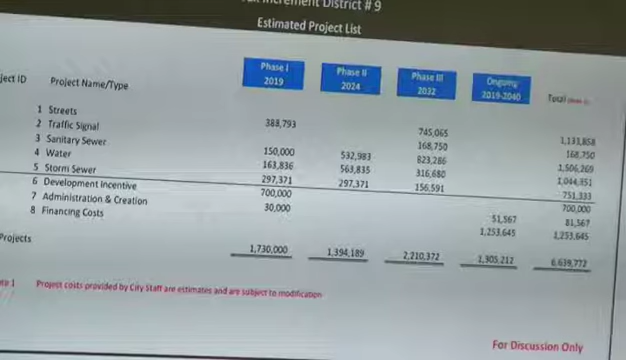 Increment District # 9
Estimated Project List
Project ID Project Name/Type Phase I 2019 Phase II 2024 Phase III 2032 Ongoing 2019-2040 Total
1 Streets 388,793 745,065 1,133,858
2 Traffic Signal 168,750 168,750
3 Sanitary Sewer 150,000 532,983 823,286 1,506,269
4 Water 163,836 563,835 316,680 1,044,351
5 Storm Sewer 297,371 297,371 156,591 751,333
6 Development Incentive 700,000 700,000
7 Administration & Creation 30,000 51,567 81,567
8 Financing Costs 1,253,645 1,253,645
Projects 1,730,000 1,394,189 2,210,372 1,305,212 6,639,772
Project costs provided by City Staff are estimates and are subject to modification
For Discussion Only